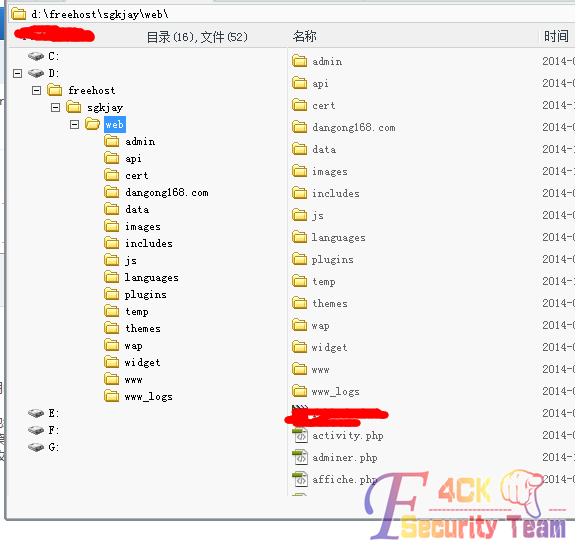 d:\freehost\sgkjay\web\
目录(16),文件(52)
名称
时间
C:
D:
freehost
sgkjay
web
admin
api
cert
dangong168.com
data
images
includes
js
languages
plugins
temp
themes
wap
widget
www
www_logs
E:
F:
G:
admin 2014-0
api 2014-0
cert 2014-0
dangong168.com 2014-0
data 2014-1
images 2014-1
includes 2014-0
js 2014-0
languages 2014-0
plugins 2014-0
temp 2014-1
themes 2014-0
wap 2014-0
widget 2014-0
www 2014-0
www_logs 2014-0
2014-0
activity.php 2014-0
adminer.php 2014-1
affiche.php
F4CK
Security Team